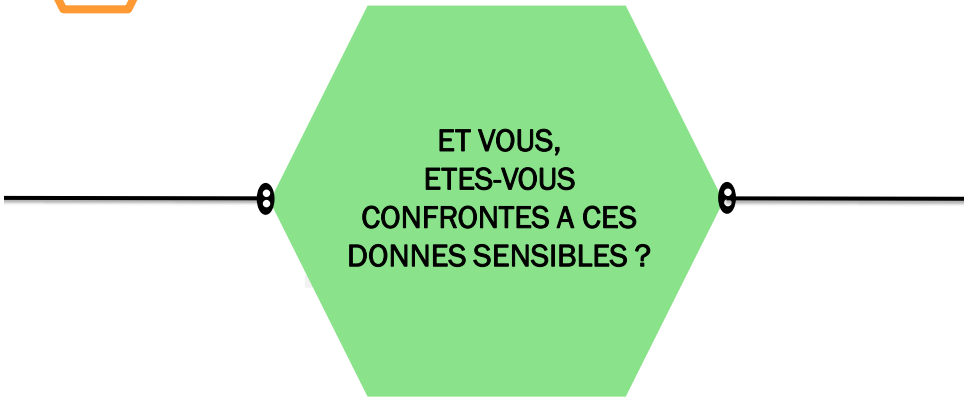 ET VOUS,
ETES-VOUS
CONFRONTES A CES
DONNES SENSIBLES ?